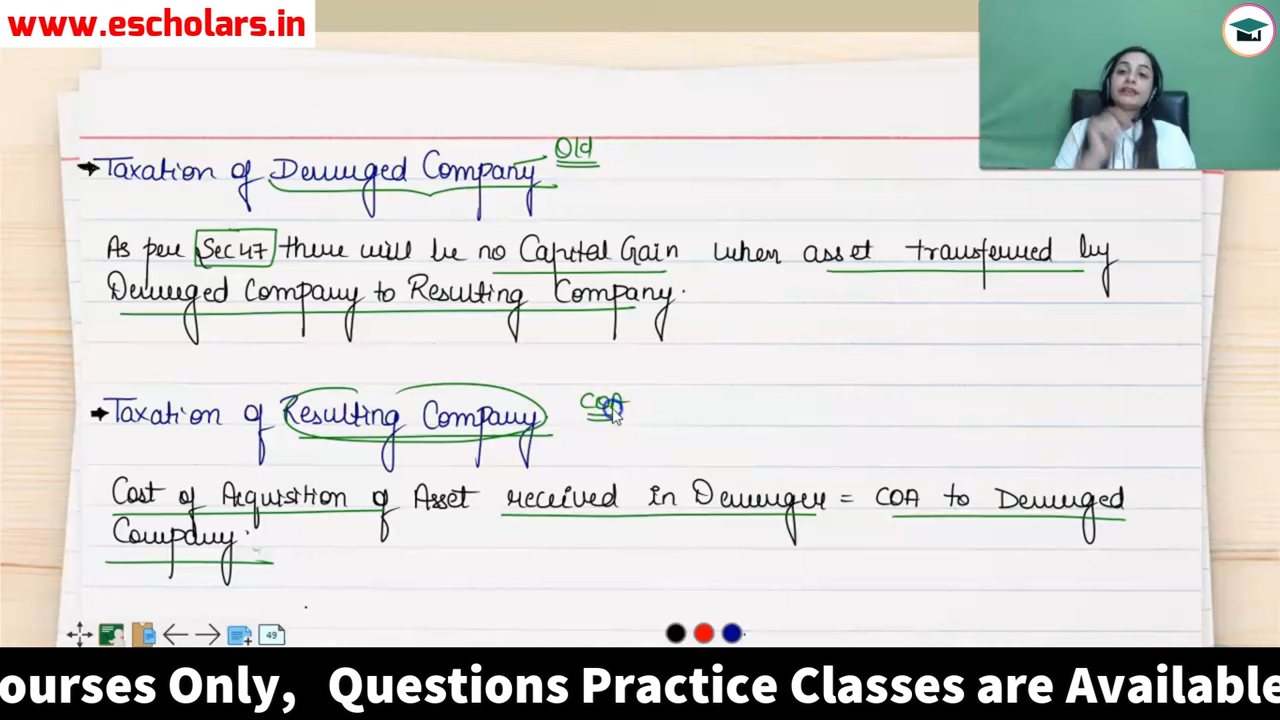 www.escholars.in
Old
Taxation of Demerged Company
As per Sec 47 there will be no Capital Gain when asset transferred by
Demerged Company to Resulting Company.
Taxation of Resulting Company COA
Cost of Acquisition of Asset received in Demerger = COA to Demerged
Company.
49
ourses Only, Questions Practice Classes are Available